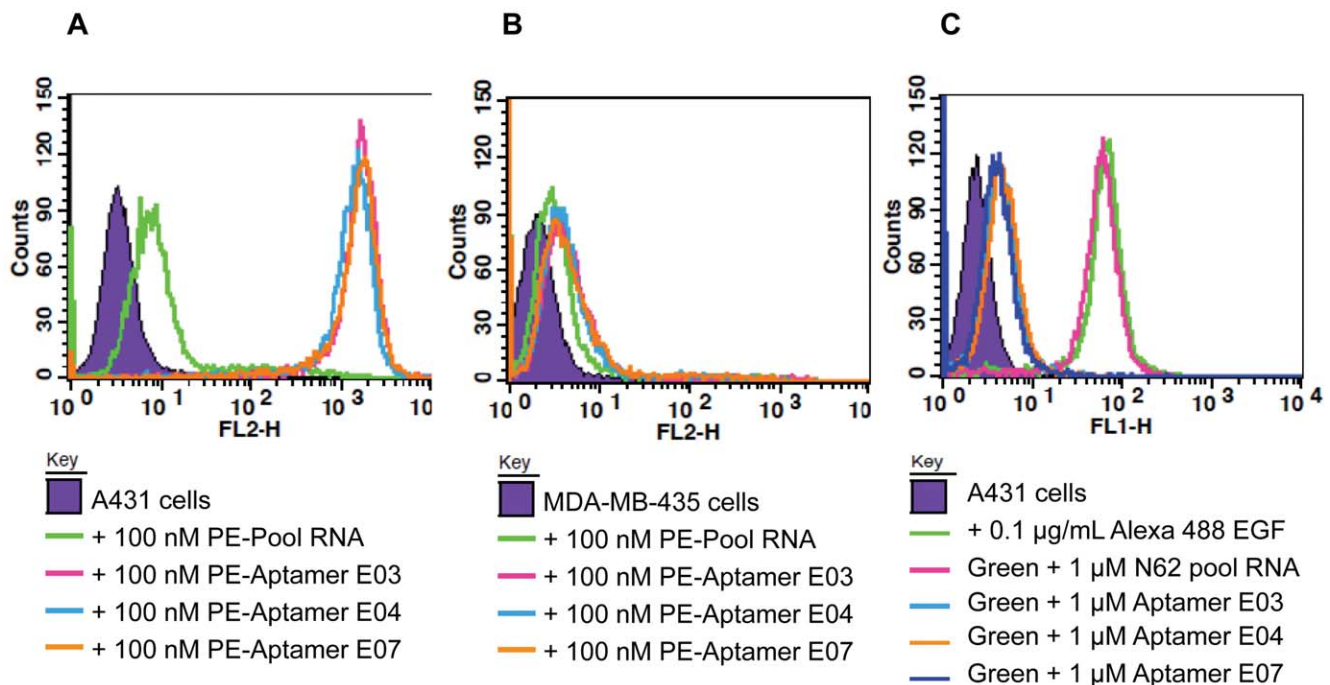 A
150
120
90
60
30
0
Counts
10 0
10 1
10 2
10 3
10
FL2-H
Key
A431 cells
+ 100 nM PE-Pool RNA
+ 100 nM PE-Aptamer E03
+ 100 nM PE-Aptamer E04
+ 100 nM PE-Aptamer E07
B
150
120
90
60
30
0
Counts
10 0
10 1
10 2
10 3
10
FL2-H
Key
MDA-MB-435 cells
+ 100 nM PE-Pool RNA
+ 100 nM PE-Aptamer E03
+ 100 nM PE-Aptamer E04
+ 100 nM PE-Aptamer E07
C
150
120
90
60
30
0
Counts
10 0
10 1
10 2
10 3
10 4
FL1-H
Key
A431 cells
+ 0.1 µg/mL Alexa 488 EGF
Green + 1 µM N62 pool RNA
Green + 1 µM Aptamer E03
Green + 1 µM Aptamer E04
Green + 1 µM Aptamer E07